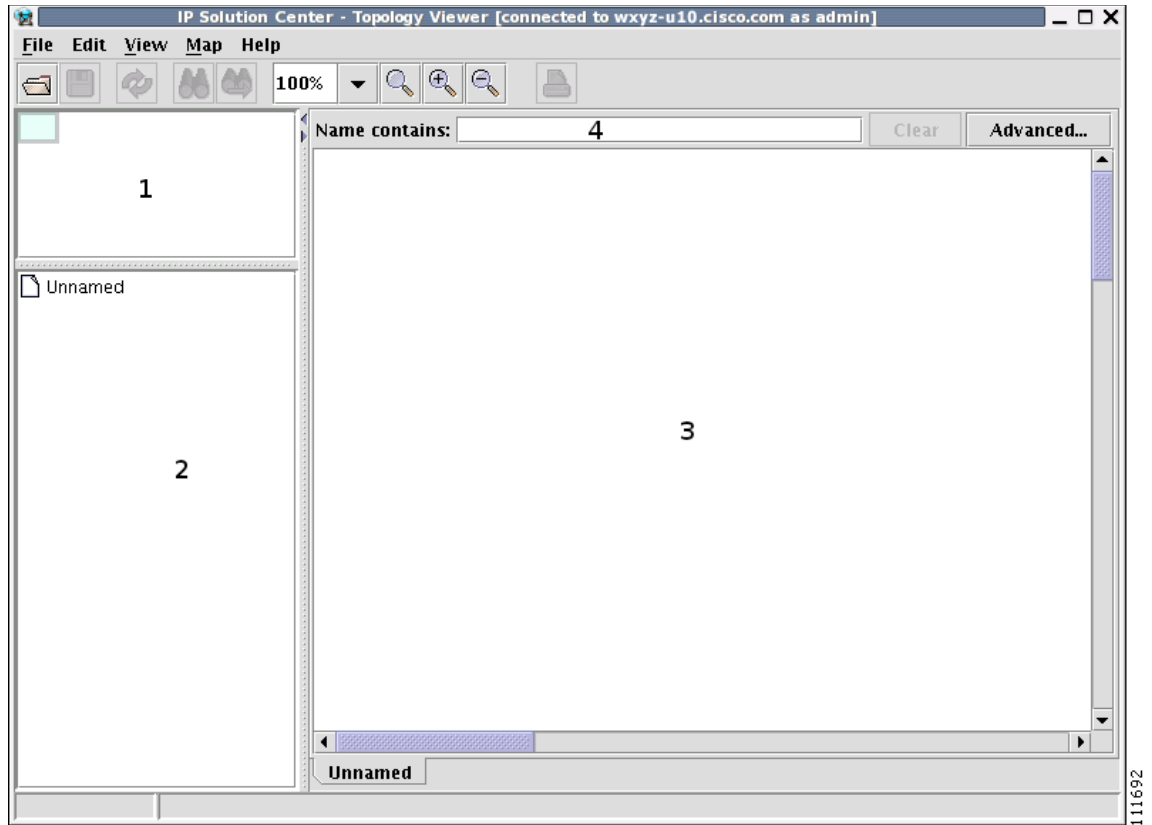 IP Solution Center - Topology Viewer [connected to wxyz-u10.cisco.com as admin]
File Edit View Map Help
100%
Name contains: 4 Clear Advanced...
1
Unnamed
2
3
Unnamed
111692